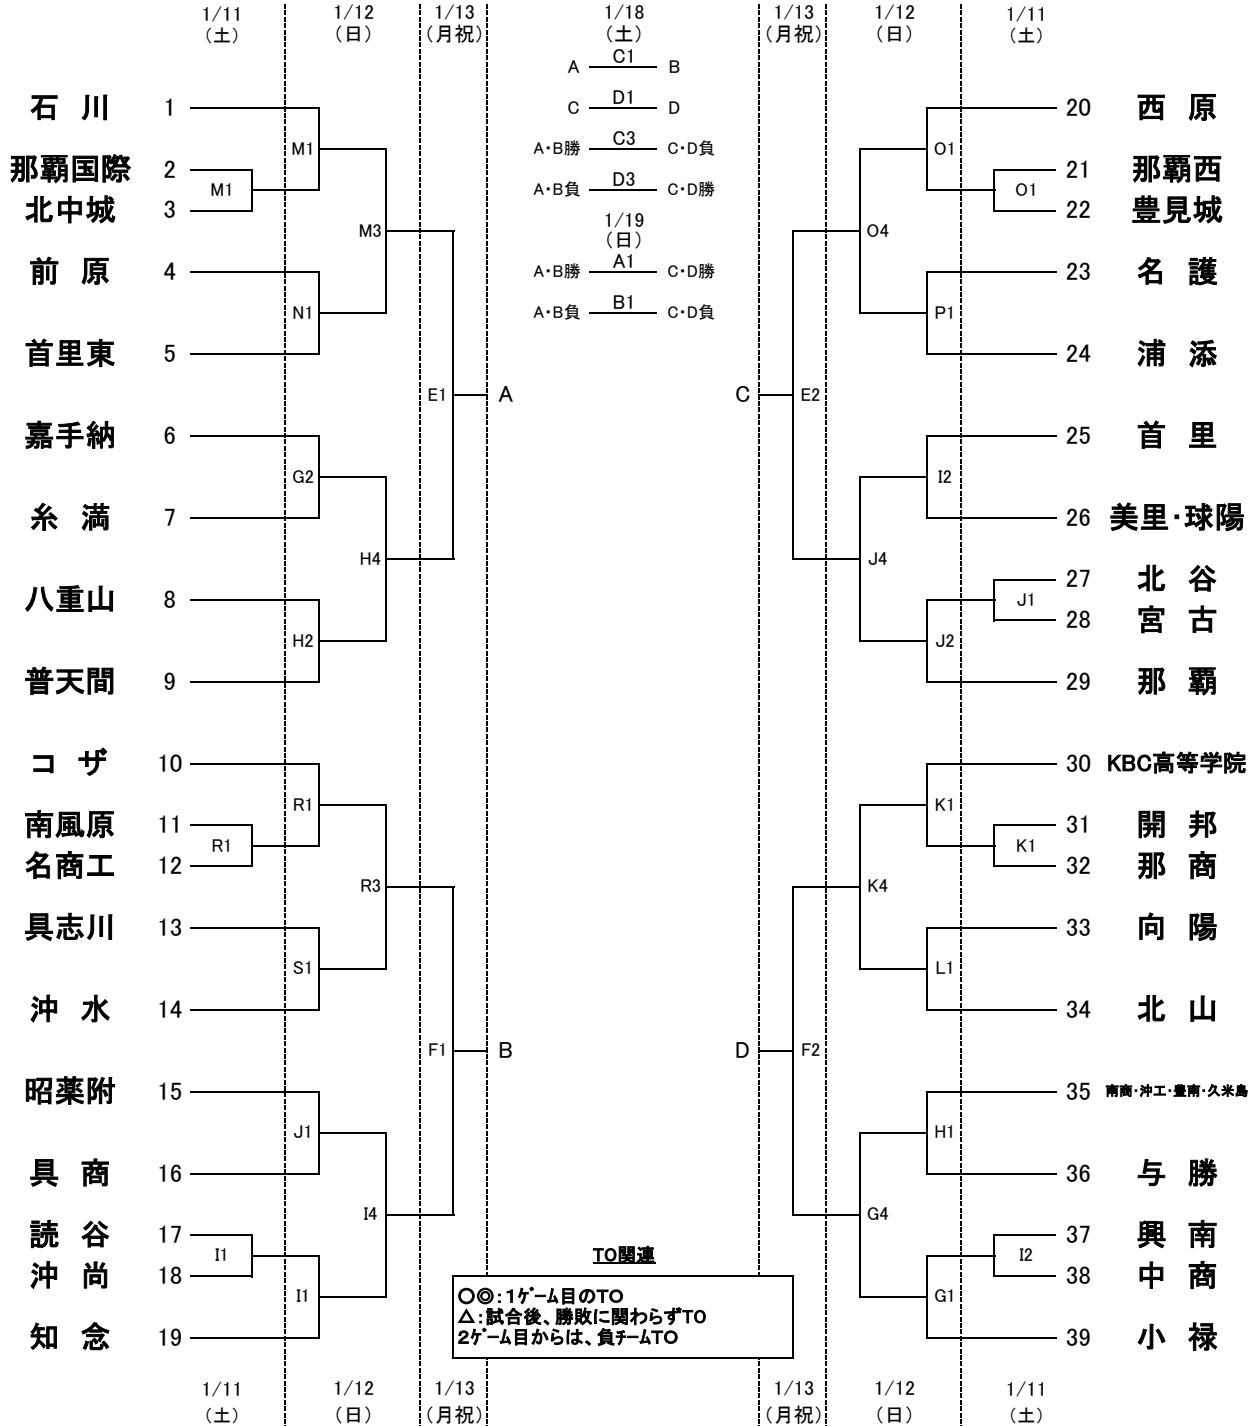 1/11 1/12 1/13 1/18 1/13 1/12 1/11
(土) (日) (月祝) (土) (月祝) (日) (土)
A C1 B
C D1 D
A・B勝 C3 C・D負
A・B負 D3 C・D勝
1/19
(日)
A・B勝 A1 C・D勝
A・B負 B1 C・D負
石川 1
M1
那覇国際 2
M1
北中城 3
M3
前原 4
N1
首里東 5
E1 A
嘉手納 6
G2
糸満 7
H4
八重山 8
H2
普天間 9
コザ 10
R1
南風原 11
R1
名商工 12
R3
具志川 13
S1
沖水 14
F1 B
昭薬附 15
J1
具商 16
I4
読谷 17
I1
沖尚 18
I1
知念 19
20 西原
O1
21 那覇西
O1
22 豊見城
O4
23 名護
P1
24 浦添
C E2
25 首里
I2
26 美里・球陽
J4
27 北谷
J1
28 宮古
J2
29 那覇
30 KBC高等学院
K1
31 開邦
K1
32 那商
K4
33 向陽
L1
34 北山
D F2
35 南商・沖工・豊南・久米島
H1
36 与勝
G4
37 興南
I2
38 中商
G1
39 小禄
TO関連
○◎:1ゲーム目のTO
△:試合後、勝敗に関わらずTO
2ゲーム目からは、負チームTO
1/11 1/12 1/13 1/13 1/12 1/11
(土) (日) (月祝) (月祝) (日) (土)